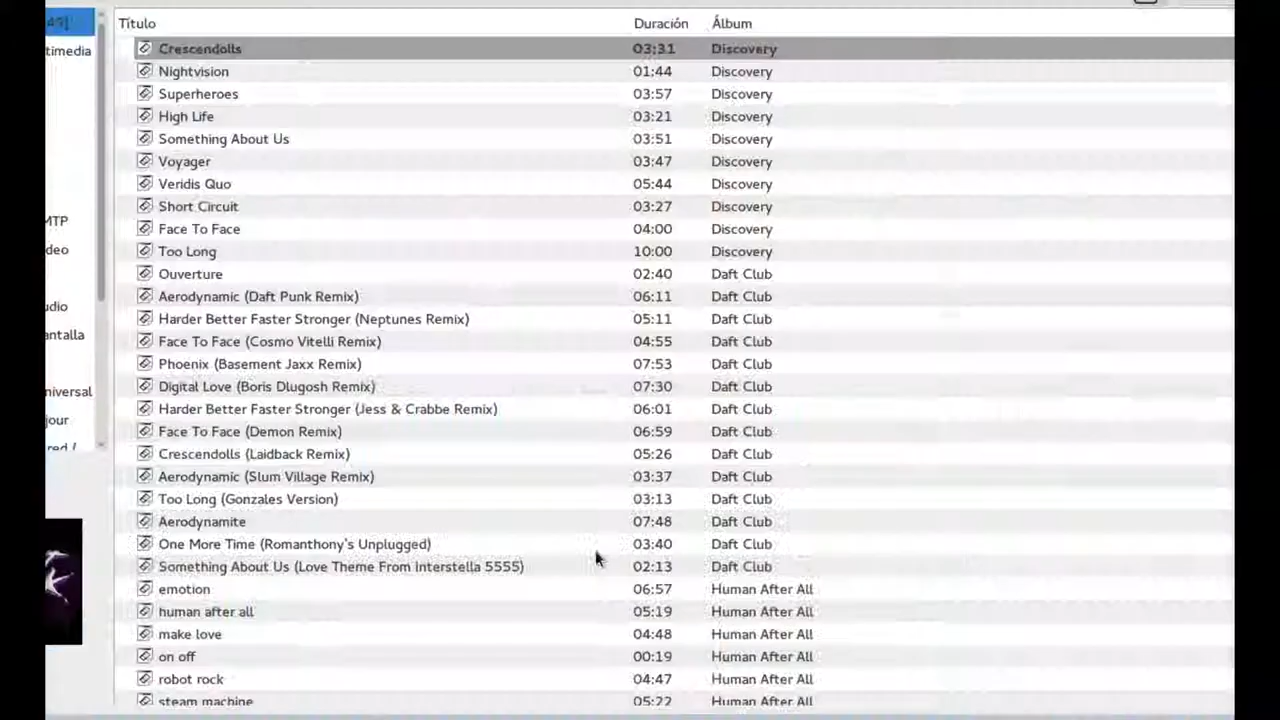 45]
Título Duración Álbum
Crescendolls 03:31 Discovery
timedia
Nightvision 01:44 Discovery
Superheroes 03:57 Discovery
High Life 03:21 Discovery
Something About Us 03:51 Discovery
Voyager 03:47 Discovery
Veridis Quo 05:44 Discovery
Short Circuit 03:27 Discovery
MTP
Face To Face 04:00 Discovery
deo
Too Long 10:00 Discovery
Ouverture 02:40 Daft Club
Aerodynamic (Daft Punk Remix) 06:11 Daft Club
udio
Harder Better Faster Stronger (Neptunes Remix) 05:11 Daft Club
antalla
Face To Face (Cosmo Vitelli Remix) 04:55 Daft Club
Phoenix (Basement Jaxx Remix) 07:53 Daft Club
Digital Love (Boris Dlugosh Remix) 07:30 Daft Club
niversal
Harder Better Faster Stronger (Jess & Crabbe Remix) 06:01 Daft Club
jour
Face To Face (Demon Remix) 06:59 Daft Club
Crescendolls (Laidback Remix) 05:26 Daft Club
Aerodynamic (Slum Village Remix) 03:37 Daft Club
Too Long (Gonzales Version) 03:13 Daft Club
Aerodynamite 07:48 Daft Club
One More Time (Romanthony's Unplugged) 03:40 Daft Club
Something About Us (Love Theme From Interstella 5555) 02:13 Daft Club
emotion 06:57 Human After All
human after all 05:19 Human After All
make love 04:48 Human After All
on off 00:19 Human After All
robot rock 04:47 Human After All
steam machine 05:22 Human After All